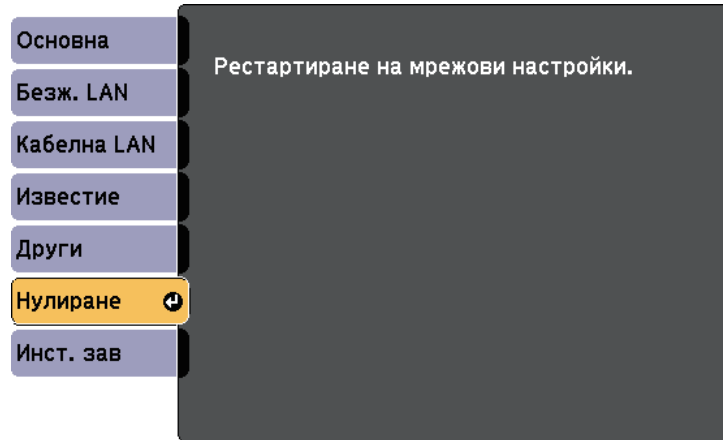 Основна
Безж. LAN
Кабелна LAN
Известие
Други
Нулиране
Инст. зав
Рестартиране на мрежови настройки.